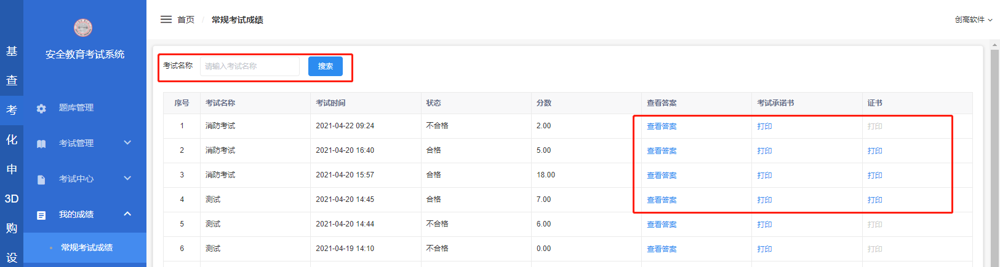 基
查
考
化
申
3D
购
设
安全教育考试系统
题库管理
考试管理
考试中心
我的成绩
常规考试成绩
首页 / 常规考试成绩
创高软件
考试名称 请输入考试名称 搜索
序号 考试名称 考试时间 状态 分数 查看答案 考试承诺书 证书
1 消防考试 2021-04-22 09:24 不合格 2.00 查看答案 打印 打印
2 消防考试 2021-04-20 16:40 合格 5.00 查看答案 打印 打印
3 消防考试 2021-04-20 15:57 合格 18.00 查看答案 打印 打印
4 测试 2021-04-20 14:45 合格 7.00 查看答案 打印 打印
5 测试 2021-04-20 14:44 不合格 6.00 查看答案 打印 打印
6 测试 2021-04-19 14:10 不合格 0.00 查看答案 打印 打印